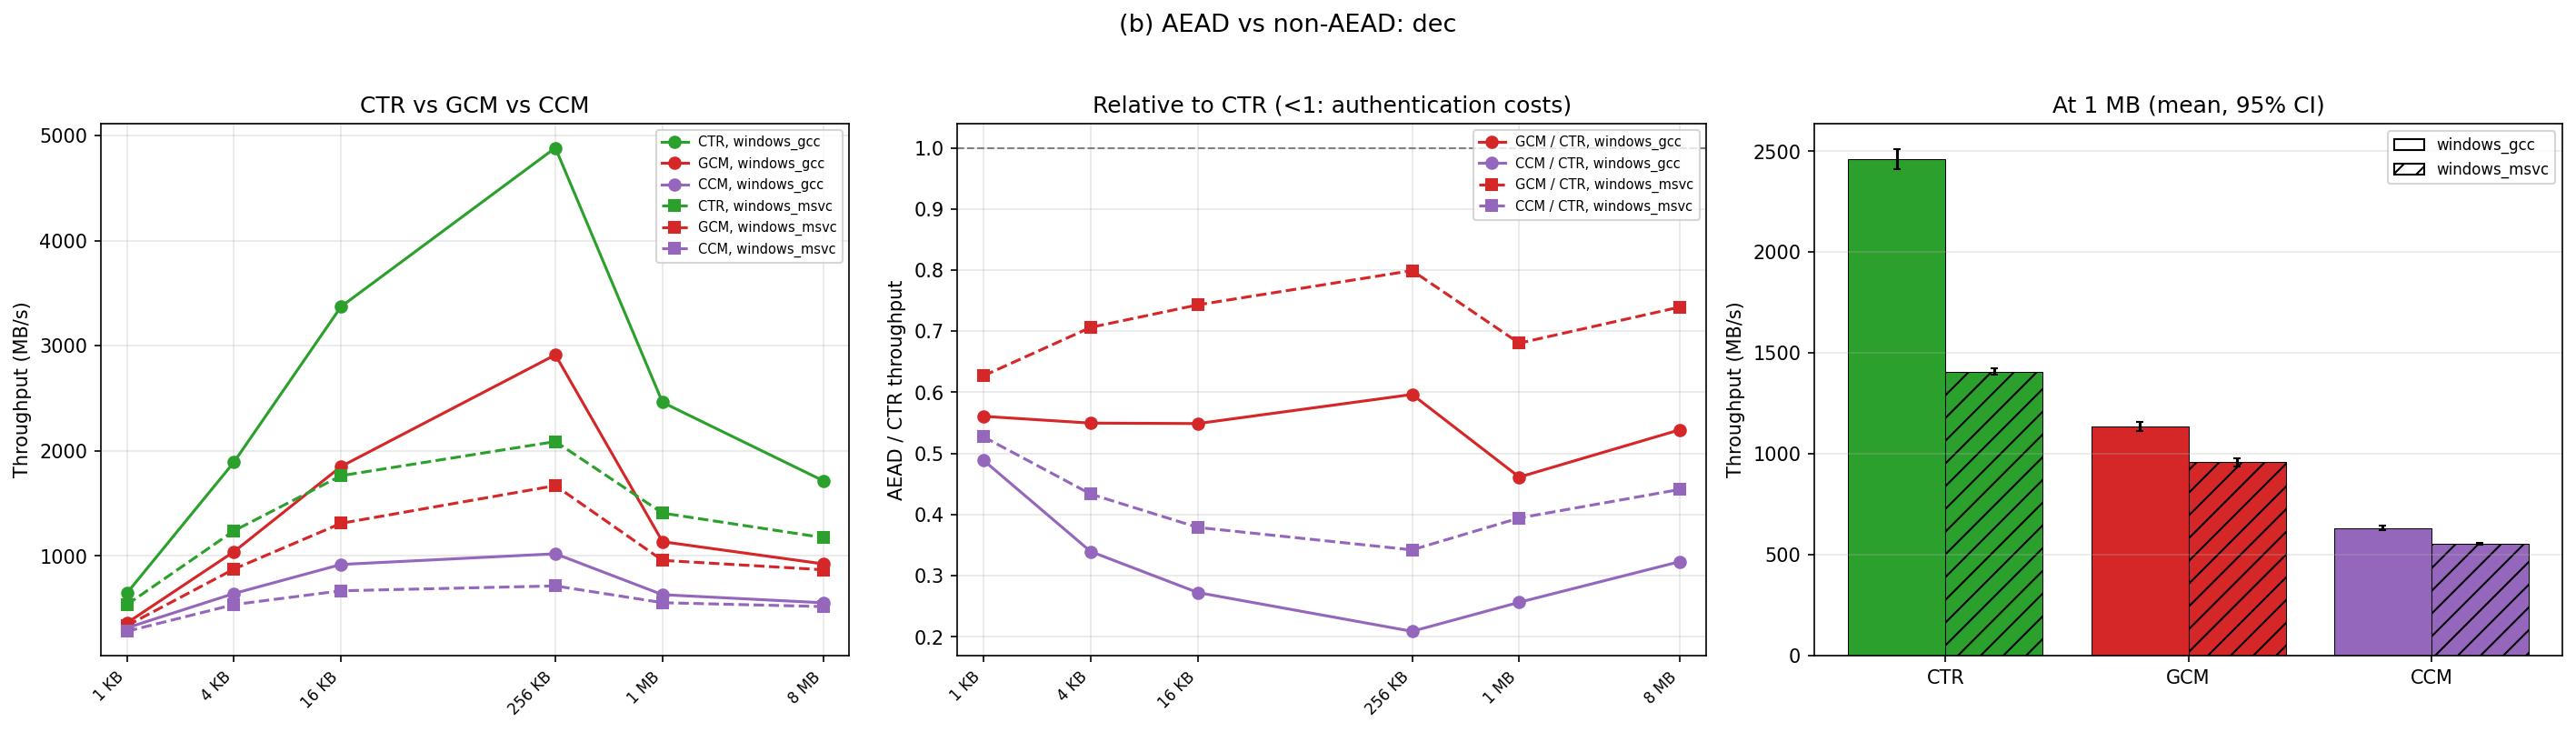 (b) AEAD vs non-AEAD: dec
CTR vs GCM vs CCM
Throughput (MB/s)
5000
4000
3000
2000
1000
1 KB
4 KB
16 KB
256 KB
1 MB
8 MB
CTR, windows_gcc
GCM, windows_gcc
CCM, windows_gcc
CTR, windows_msvc
GCM, windows_msvc
CCM, windows_msvc
Relative to CTR (<1: authentication costs)
AEAD / CTR throughput
1.0
0.9
0.8
0.7
0.6
0.5
0.4
0.3
0.2
1 KB
4 KB
16 KB
256 KB
1 MB
8 MB
GCM / CTR, windows_gcc
CCM / CTR, windows_gcc
GCM / CTR, windows_msvc
CCM / CTR, windows_msvc
At 1 MB (mean, 95% CI)
Throughput (MB/s)
2500
2000
1500
1000
500
0
CTR
GCM
CCM
windows_gcc
windows_msvc